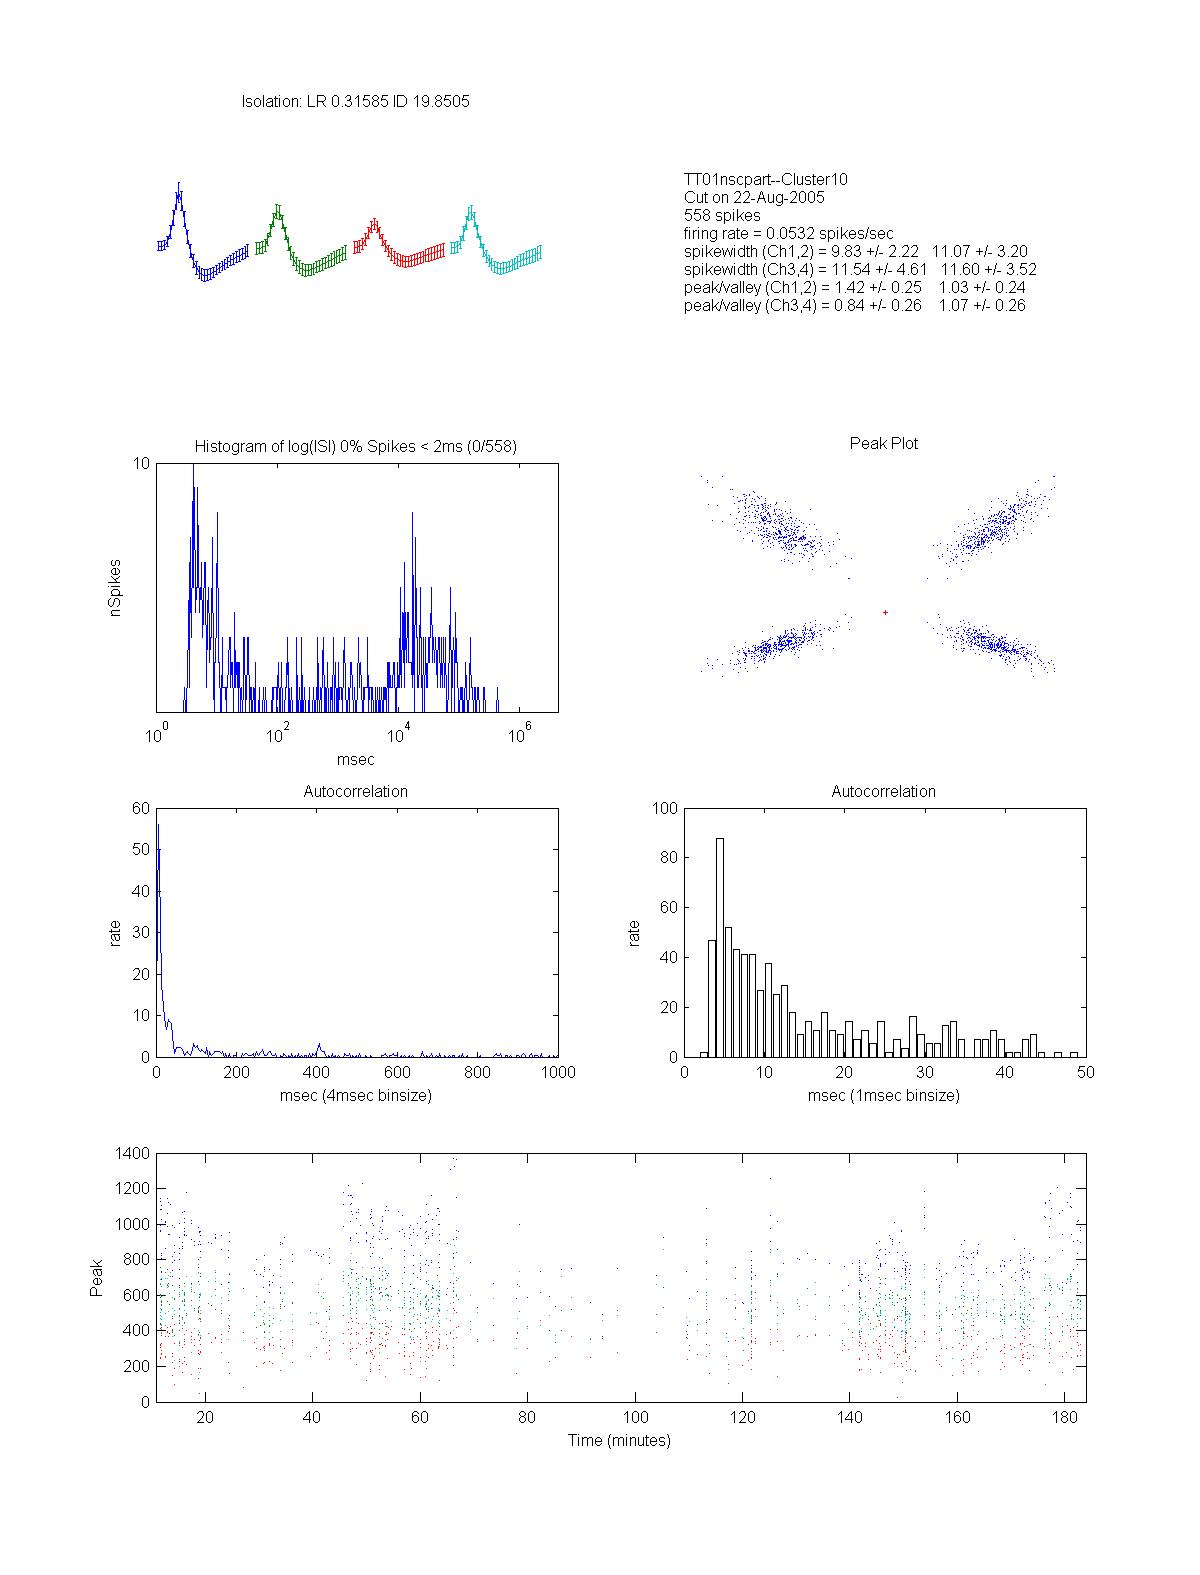 Isolation: LR 0.31585 ID 19.8505
TT01nscpart--Cluster10
Cut on 22-Aug-2005
558 spikes
firing rate = 0.0532 spikes/sec
spikewidth (Ch1,2) = 9.83 +/- 2.22   11.07 +/- 3.20
spikewidth (Ch3,4) = 11.54 +/- 4.61   11.60 +/- 3.52
peak/valley (Ch1,2) = 1.42 +/- 0.25   1.03 +/- 0.24
peak/valley (Ch3,4) = 0.84 +/- 0.26   1.07 +/- 0.26
Histogram of log(ISI) 0% Spikes < 2ms (0/558)
10
nSpikes
10^0 10^2 10^4 10^6
msec
Peak Plot
Autocorrelation
60
50
40
30
20
10
0
rate
0 200 400 600 800 1000
msec (4msec binsize)
Autocorrelation
100
80
60
40
20
0
rate
0 10 20 30 40 50
msec (1msec binsize)
1400
1200
1000
800
600
400
200
0
Peak
20 40 60 80 100 120 140 160 180
Time (minutes)